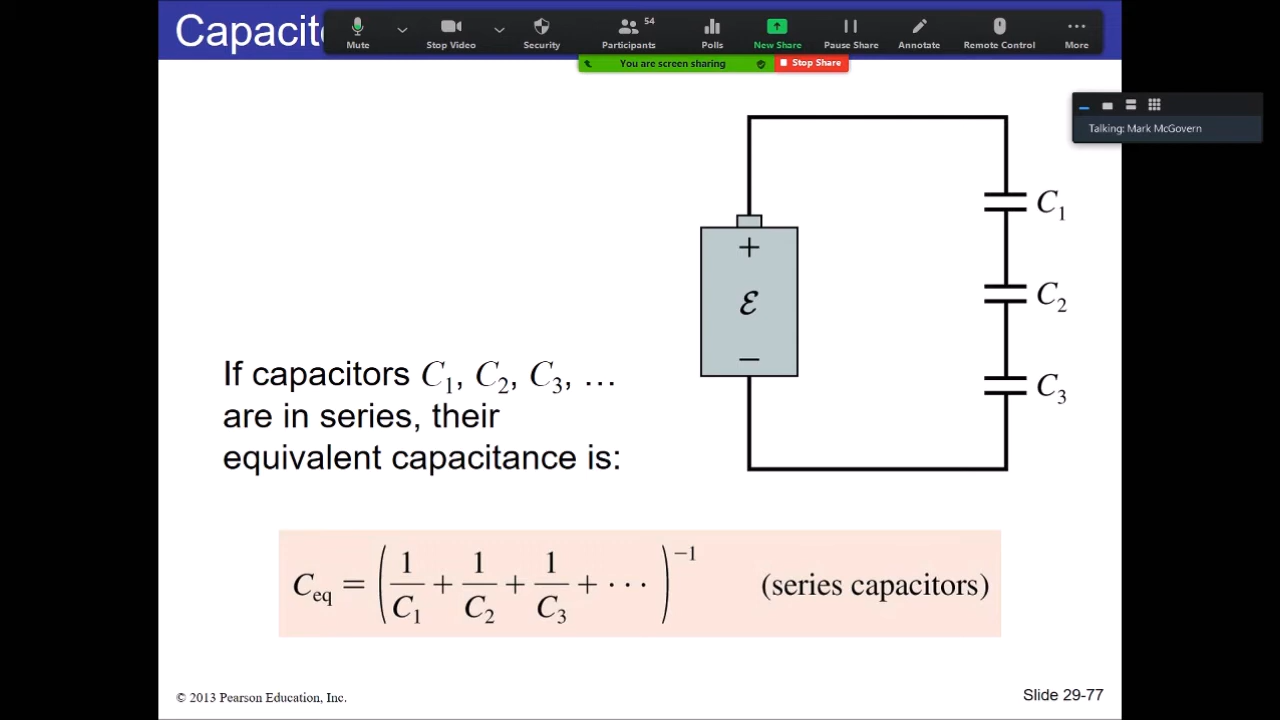 Capacito
Mute
Stop Video
Security
54
Participants
Polls
New Share
Pause Share
Annotate
Remote Control
More
You are screen sharing
Stop Share
Talking: Mark McGovern
C₁
+
ℰ
C₂
−
C₃
If capacitors C₁, C₂, C₃, …
are in series, their
equivalent capacitance is:
C_eq = (1/C₁ + 1/C₂ + 1/C₃ + ···)⁻¹ (series capacitors)
© 2013 Pearson Education, Inc.
Slide 29-77